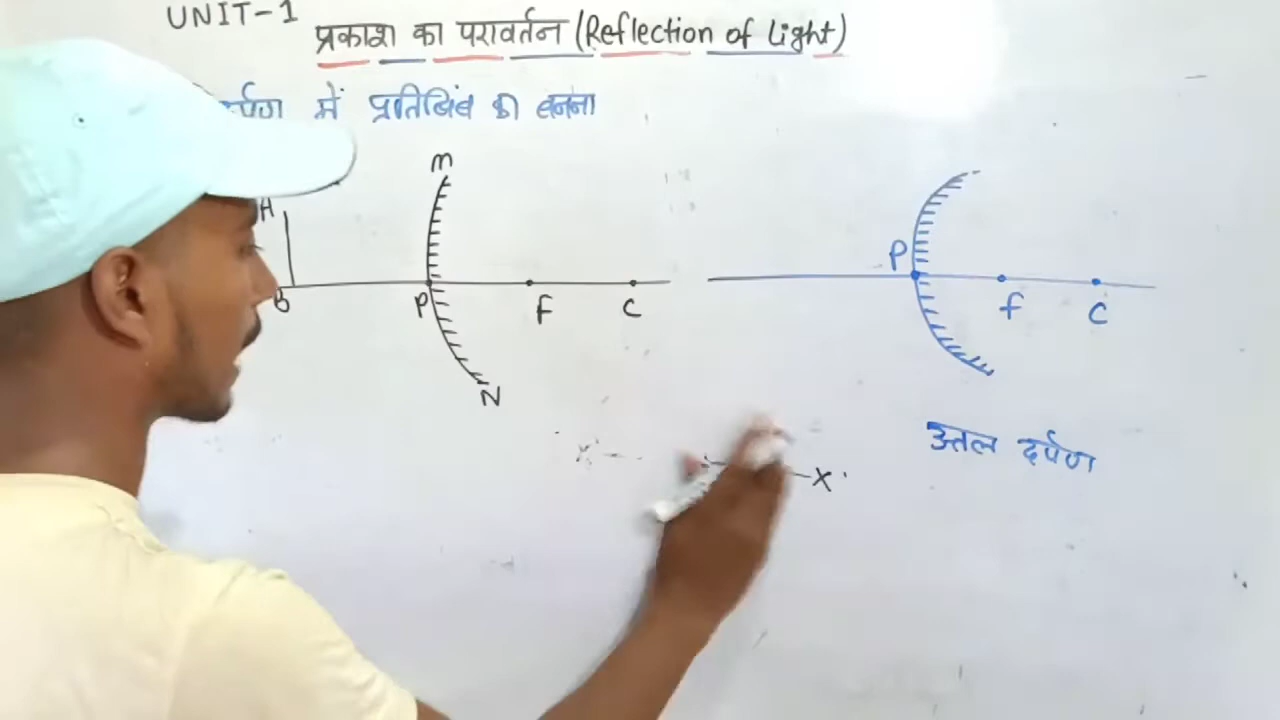 UNIT-1
प्रकाश का परावर्तन (Reflection of Light)
में प्रतिबिंब का बनना
M
A
P
B
P
F
C
f
C
N
उत्तल दर्पण
X